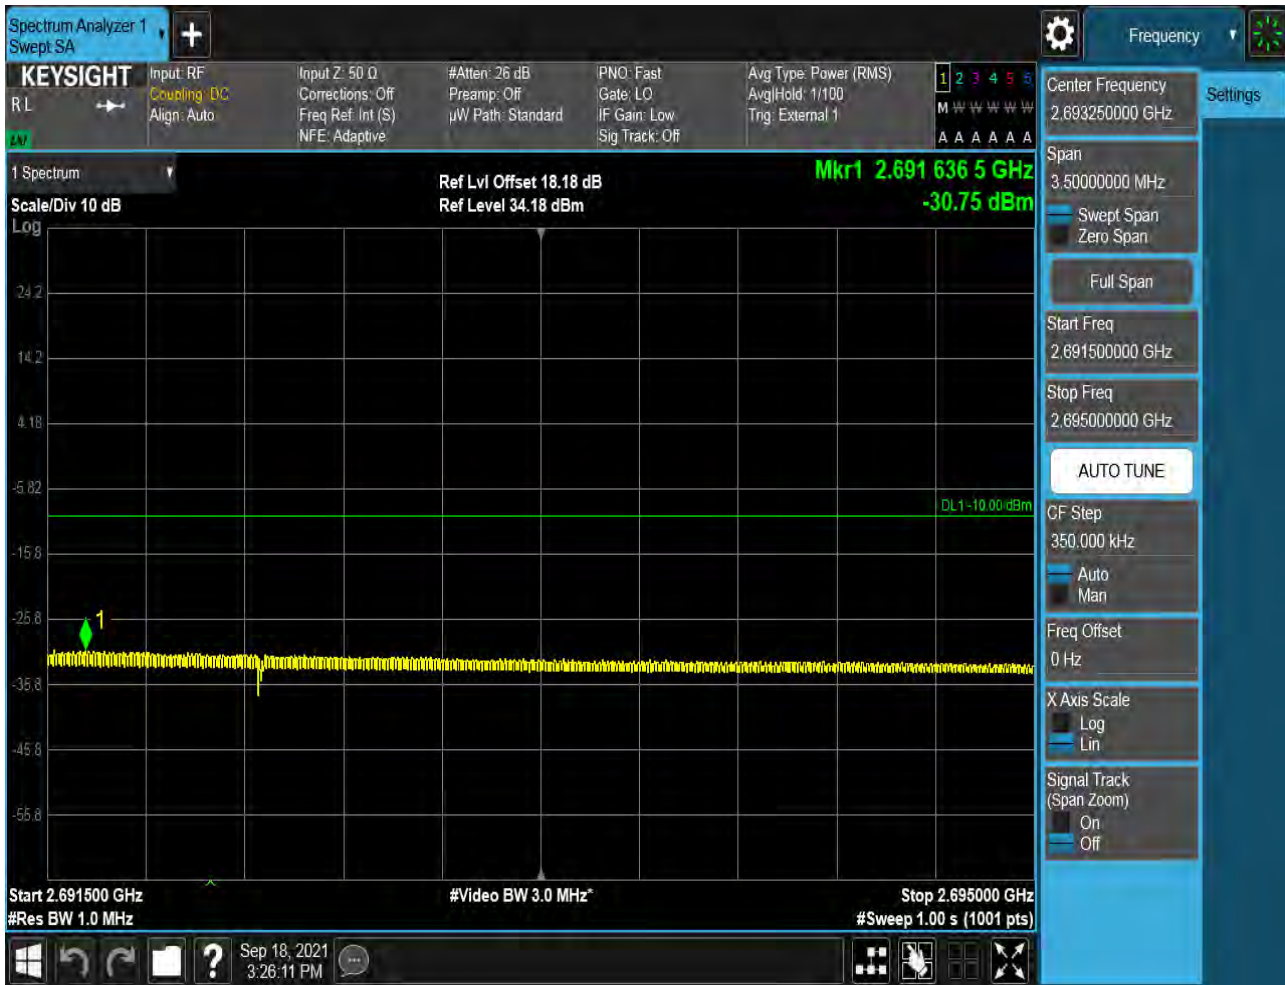 Spectrum Analyzer 1
Swept SA
Frequency
KEYSIGHT
R L
LXI
Input: RF
Coupling: DC
Align: Auto
Input Z: 50 Ω
Corrections: Off
Freq Ref: Int (S)
NFE: Adaptive
#Atten: 26 dB
Preamp: Off
µW Path: Standard
PNO: Fast
Gate: LO
IF Gain: Low
Sig Track: Off
Avg Type: Power (RMS)
Avg|Hold: 1/100
Trig: External 1
1 2 3 4 5 6
M W W W W W
A A A A A A
1 Spectrum
Scale/Div 10 dB
Log
Ref Lvl Offset 18.18 dB
Ref Level 34.18 dBm
Mkr1 2.691 636 5 GHz
-30.75 dBm
24.2
14.2
4.18
-5.82
DL1 -10.00 dBm
-15.8
-25.8
1
-35.8
-45.8
-55.8
Start 2.691500 GHz
#Res BW 1.0 MHz
#Video BW 3.0 MHz*
Stop 2.695000 GHz
#Sweep 1.00 s (1001 pts)
Sep 18, 2021
3:26:11 PM
Center Frequency
2.693250000 GHz
Settings
Span
3.50000000 MHz
Swept Span
Zero Span
Full Span
Start Freq
2.691500000 GHz
Stop Freq
2.695000000 GHz
AUTO TUNE
CF Step
350.000 kHz
Auto
Man
Freq Offset
0 Hz
X Axis Scale
Log
Lin
Signal Track
(Span Zoom)
On
Off